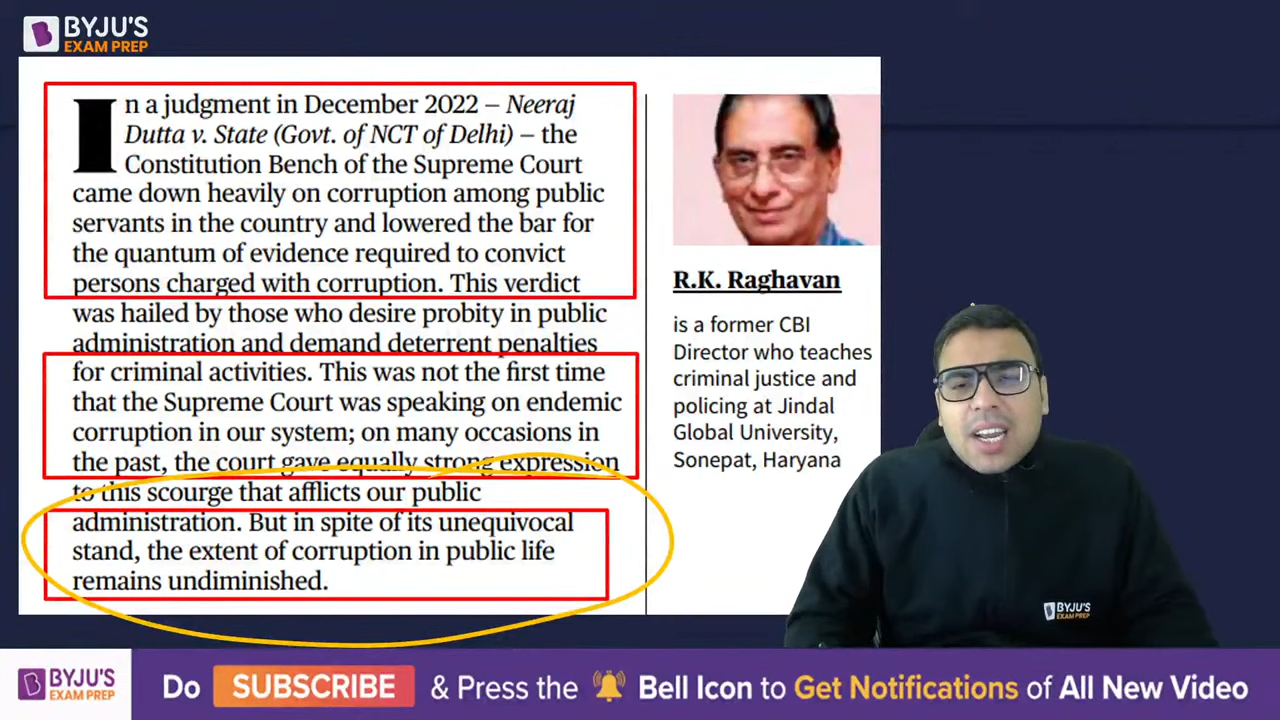 BYJU'S
EXAM PREP
In a judgment in December 2022 – Neeraj
Dutta v. State (Govt. of NCT of Delhi) – the
Constitution Bench of the Supreme Court
came down heavily on corruption among public
servants in the country and lowered the bar for
the quantum of evidence required to convict
persons charged with corruption. This verdict
was hailed by those who desire probity in public
administration and demand deterrent penalties
for criminal activities. This was not the first time
that the Supreme Court was speaking on endemic
corruption in our system; on many occasions in
the past, the court gave equally strong expression
to this scourge that afflicts our public
administration. But in spite of its unequivocal
stand, the extent of corruption in public life
remains undiminished.
R.K. Raghavan
is a former CBI
Director who teaches
criminal justice and
policing at Jindal
Global University,
Sonepat, Haryana
BYJU'S
EXAM PREP
BYJU'S
EXAM PREP
Do SUBSCRIBE & Press the Bell Icon to Get Notifications of All New Video